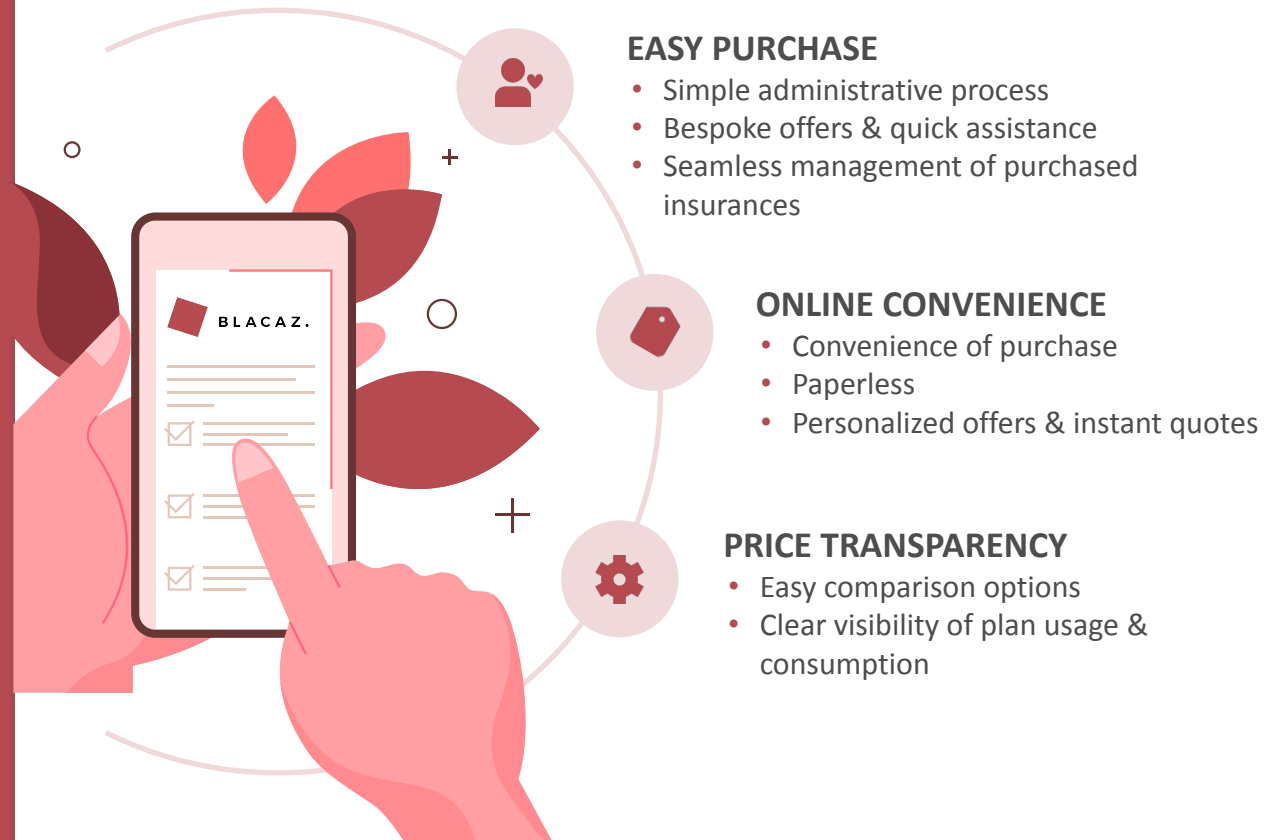 BLACAZ.
EASY PURCHASE
• Simple administrative process
• Bespoke offers & quick assistance
• Seamless management of purchased
insurances
ONLINE CONVENIENCE
• Convenience of purchase
• Paperless
• Personalized offers & instant quotes
PRICE TRANSPARENCY
• Easy comparison options
• Clear visibility of plan usage &
consumption